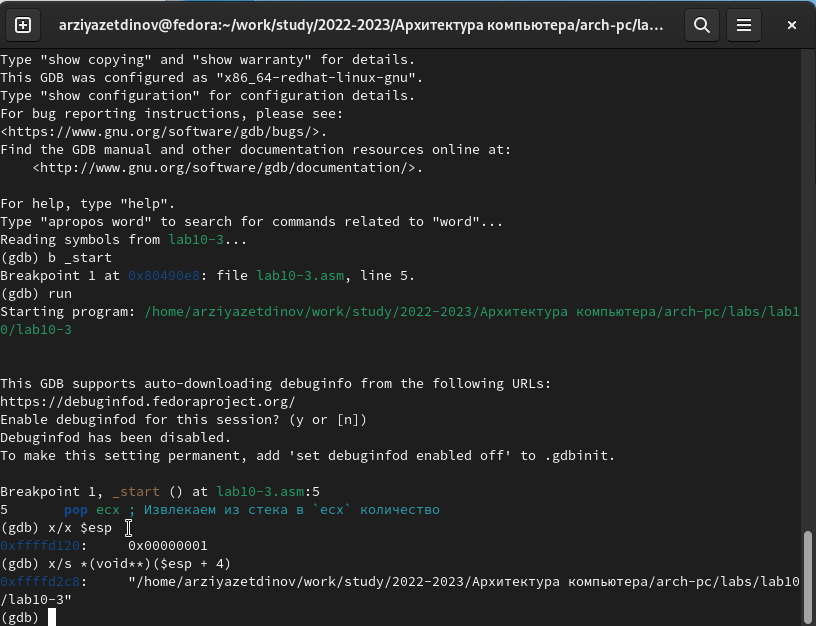 arziyazetdinov@fedora:~/work/study/2022-2023/Архитектура компьютера/arch-pc/la...
Type "show copying" and "show warranty" for details.
This GDB was configured as "x86_64-redhat-linux-gnu".
Type "show configuration" for configuration details.
For bug reporting instructions, please see:
<https://www.gnu.org/software/gdb/bugs/>.
Find the GDB manual and other documentation resources online at:
    <http://www.gnu.org/software/gdb/documentation/>.
For help, type "help".
Type "apropos word" to search for commands related to "word"...
Reading symbols from lab10-3...
(gdb) b _start
Breakpoint 1 at 0x80490e8: file lab10-3.asm, line 5.
(gdb) run
Starting program: /home/arziyazetdinov/work/study/2022-2023/Архитектура компьютера/arch-pc/labs/lab1
0/lab10-3
This GDB supports auto-downloading debuginfo from the following URLs:
https://debuginfod.fedoraproject.org/
Enable debuginfod for this session? (y or [n])
Debuginfod has been disabled.
To make this setting permanent, add 'set debuginfod enabled off' to .gdbinit.
Breakpoint 1, _start () at lab10-3.asm:5
5       pop ecx ; Извлекаем из стека в `ecx` количество
(gdb) x/x $esp
0xffffd120:     0x00000001
(gdb) x/s *(void**)($esp + 4)
0xffffd2c8:     "/home/arziyazetdinov/work/study/2022-2023/Архитектура компьютера/arch-pc/labs/lab10
/lab10-3"
(gdb)